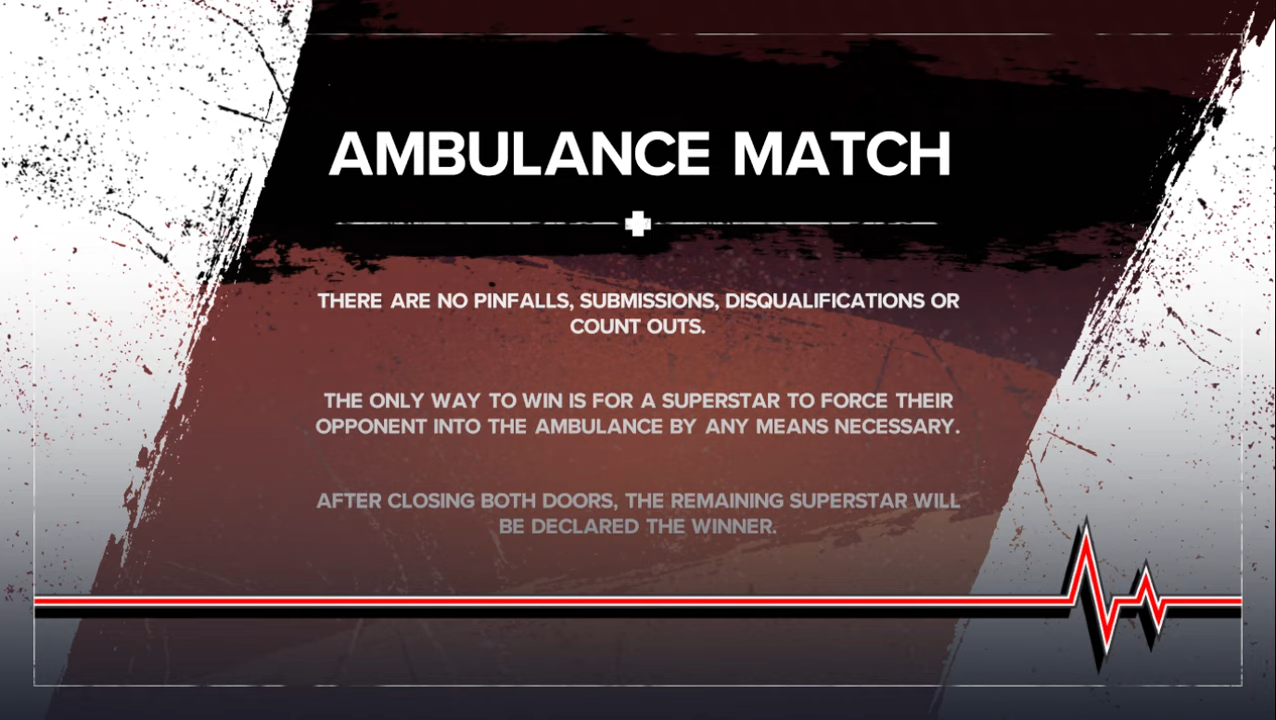 AMBULANCE MATCH
THERE ARE NO PINFALLS, SUBMISSIONS, DISQUALIFICATIONS OR
COUNT OUTS.
THE ONLY WAY TO WIN IS FOR A SUPERSTAR TO FORCE THEIR
OPPONENT INTO THE AMBULANCE BY ANY MEANS NECESSARY.
AFTER CLOSING BOTH DOORS, THE REMAINING SUPERSTAR WILL
BE DECLARED THE WINNER.